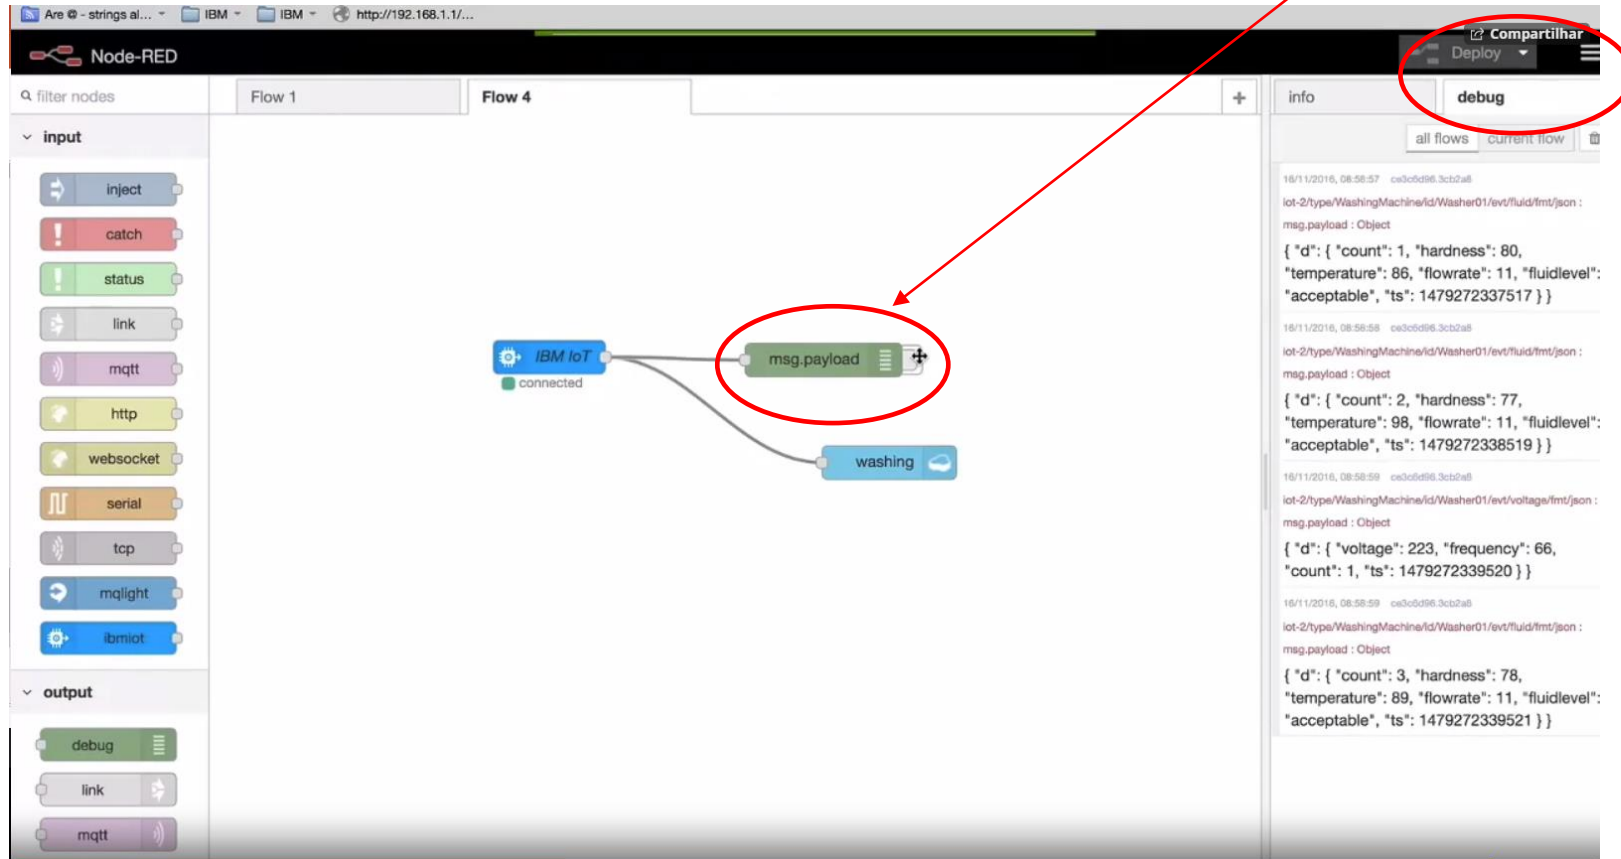 Are @ - strings al...
IBM
IBM
http://192.168.1.1/...
Compartilhar
Node-RED
Deploy
filter nodes
Flow 1
Flow 4
+
info
debug
all flows
current flow
input
inject
catch
status
link
mqtt
http
websocket
serial
tcp
mqlight
ibmiot
output
debug
link
mqtt
IBM IoT
connected
msg.payload
washing
16/11/2016, 08:58:57 ce3c6d96.3cb2a8
iot-2/type/WashingMachine/id/Washer01/evt/fluid/fmt/json :
msg.payload : Object
{ "d": { "count": 1, "hardness": 80,
"temperature": 86, "flowrate": 11, "fluidlevel":
"acceptable", "ts": 1479272337517 } }
16/11/2016, 08:58:58 ce3c6d96.3cb2a8
iot-2/type/WashingMachine/id/Washer01/evt/fluid/fmt/json :
msg.payload : Object
{ "d": { "count": 2, "hardness": 77,
"temperature": 98, "flowrate": 11, "fluidlevel":
"acceptable", "ts": 1479272338519 } }
16/11/2016, 08:58:59 ce3c6d96.3cb2a8
iot-2/type/WashingMachine/id/Washer01/evt/voltage/fmt/json :
msg.payload : Object
{ "d": { "voltage": 223, "frequency": 66,
"count": 1, "ts": 1479272339520 } }
16/11/2016, 08:58:59 ce3c6d96.3cb2a8
iot-2/type/WashingMachine/id/Washer01/evt/fluid/fmt/json :
msg.payload : Object
{ "d": { "count": 3, "hardness": 78,
"temperature": 89, "flowrate": 11, "fluidlevel":
"acceptable", "ts": 1479272339521 } }